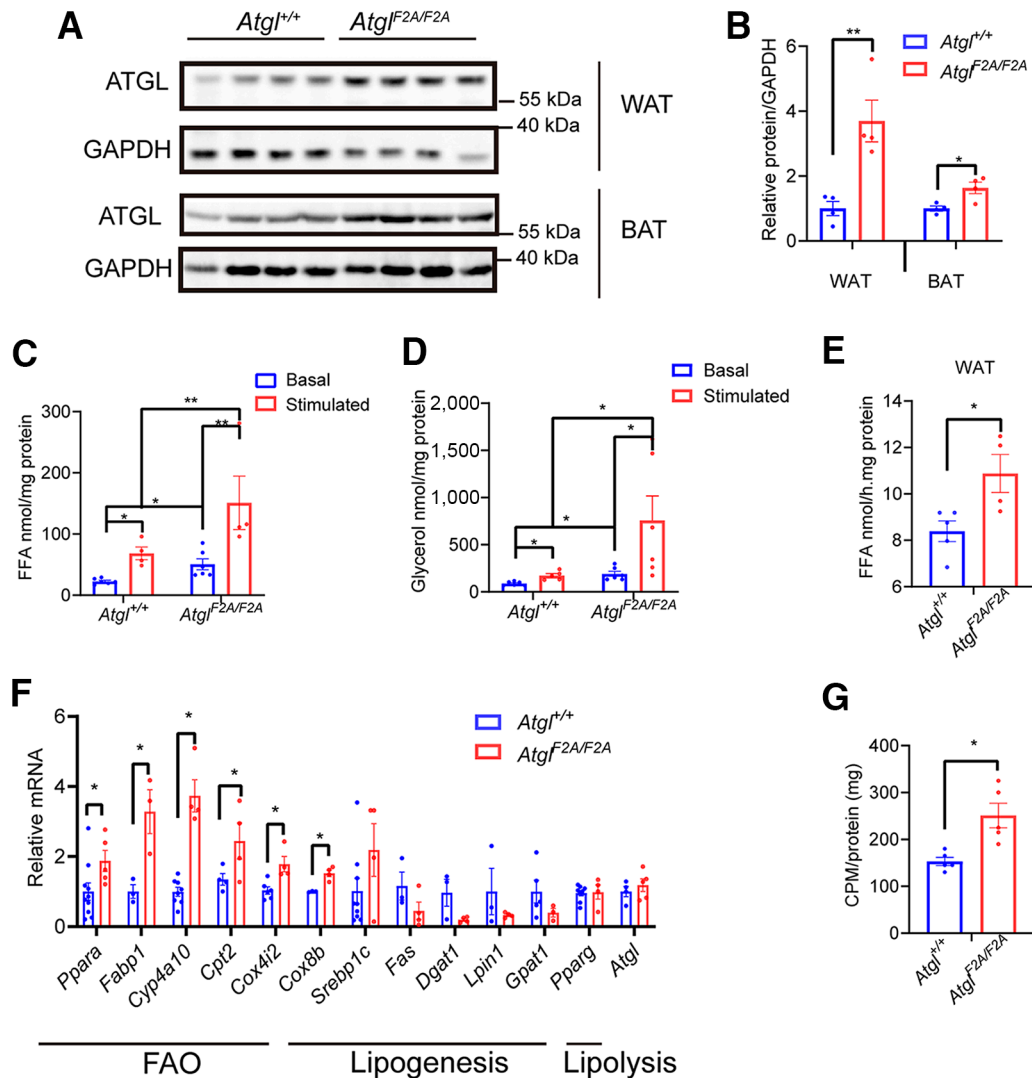 A
Atgl+/+ AtglF2A/F2A
ATGL
55 kDa
WAT
40 kDa
GAPDH
ATGL
55 kDa
BAT
40 kDa
GAPDH
B
Relative protein/GAPDH
6
4
2
0
**
*
WAT BAT
Atgl+/+
AtglF2A/F2A
C
FFA nmol/mg protein
300
200
100
0
**
**
*
*
Atgl+/+ AtglF2A/F2A
Basal
Stimulated
D
Glycerol nmol/mg protein
2,000
1,500
1,000
500
0
*
*
*
*
Atgl+/+ AtglF2A/F2A
Basal
Stimulated
E
WAT
FFA nmol/h.mg protein
14
12
10
8
6
*
Atgl+/+ AtglF2A/F2A
F
Relative mRNA
6
4
2
0
* * * * * *
Atgl+/+
AtglF2A/F2A
Ppara Fabp1 Cyp4a10 Cpt2 Cox4i2 Cox8b Srebp1c Fas Dgat1 Lpin1 Gpat1 Pparg Atgl
FAO Lipogenesis Lipolysis
G
CPM/protein (mg)
400
300
200
100
0
*
Atgl+/+ AtglF2A/F2A